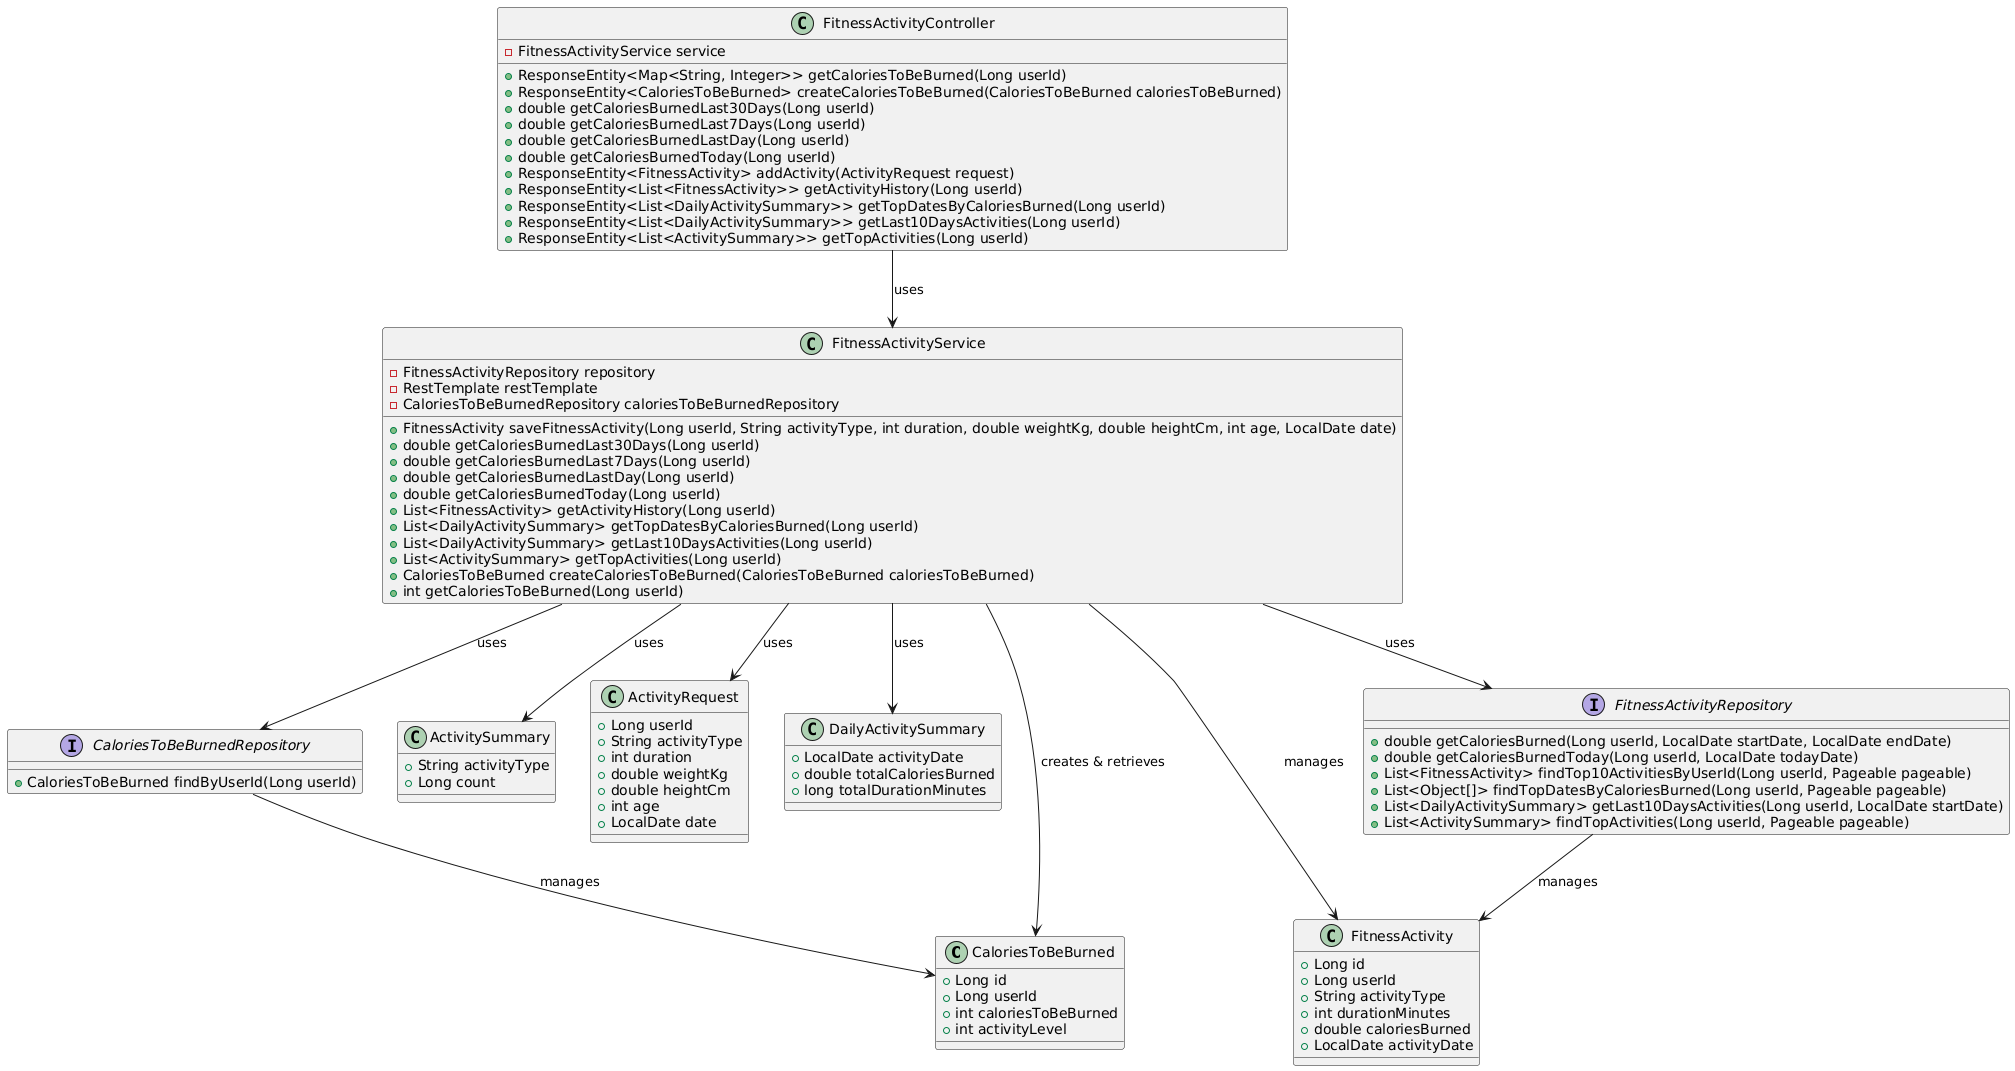 C FitnessActivityController
FitnessActivityService service
ResponseEntity<Map<String, Integer>> getCaloriesToBeBurned(Long userId)
ResponseEntity<CaloriesToBeBurned> createCaloriesToBeBurned(CaloriesToBeBurned caloriesToBeBurned)
double getCaloriesBurnedLast30Days(Long userId)
double getCaloriesBurnedLast7Days(Long userId)
double getCaloriesBurnedLastDay(Long userId)
double getCaloriesBurnedToday(Long userId)
ResponseEntity<FitnessActivity> addActivity(ActivityRequest request)
ResponseEntity<List<FitnessActivity>> getActivityHistory(Long userId)
ResponseEntity<List<DailyActivitySummary>> getTopDatesByCaloriesBurned(Long userId)
ResponseEntity<List<DailyActivitySummary>> getLast10DaysActivities(Long userId)
ResponseEntity<List<ActivitySummary>> getTopActivities(Long userId)
uses
C FitnessActivityService
FitnessActivityRepository repository
RestTemplate restTemplate
CaloriesToBeBurnedRepository caloriesToBeBurnedRepository
FitnessActivity saveFitnessActivity(Long userId, String activityType, int duration, double weightKg, double heightCm, int age, LocalDate date)
double getCaloriesBurnedLast30Days(Long userId)
double getCaloriesBurnedLast7Days(Long userId)
double getCaloriesBurnedLastDay(Long userId)
double getCaloriesBurnedToday(Long userId)
List<FitnessActivity> getActivityHistory(Long userId)
List<DailyActivitySummary> getTopDatesByCaloriesBurned(Long userId)
List<DailyActivitySummary> getLast10DaysActivities(Long userId)
List<ActivitySummary> getTopActivities(Long userId)
CaloriesToBeBurned createCaloriesToBeBurned(CaloriesToBeBurned caloriesToBeBurned)
int getCaloriesToBeBurned(Long userId)
uses
uses
uses
uses
uses
I CaloriesToBeBurnedRepository
CaloriesToBeBurned findByUserId(Long userId)
C ActivitySummary
String activityType
Long count
C ActivityRequest
Long userId
String activityType
int duration
double weightKg
double heightCm
int age
LocalDate date
C DailyActivitySummary
LocalDate activityDate
double totalCaloriesBurned
long totalDurationMinutes
creates & retrieves
manages
I FitnessActivityRepository
double getCaloriesBurned(Long userId, LocalDate startDate, LocalDate endDate)
double getCaloriesBurnedToday(Long userId, LocalDate todayDate)
List<FitnessActivity> findTop10ActivitiesByUserId(Long userId, Pageable pageable)
List<Object[]> findTopDatesByCaloriesBurned(Long userId, Pageable pageable)
List<DailyActivitySummary> getLast10DaysActivities(Long userId, LocalDate startDate)
List<ActivitySummary> findTopActivities(Long userId, Pageable pageable)
manages
manages
C CaloriesToBeBurned
Long id
Long userId
int caloriesToBeBurned
int activityLevel
C FitnessActivity
Long id
Long userId
String activityType
int durationMinutes
double caloriesBurned
LocalDate activityDate